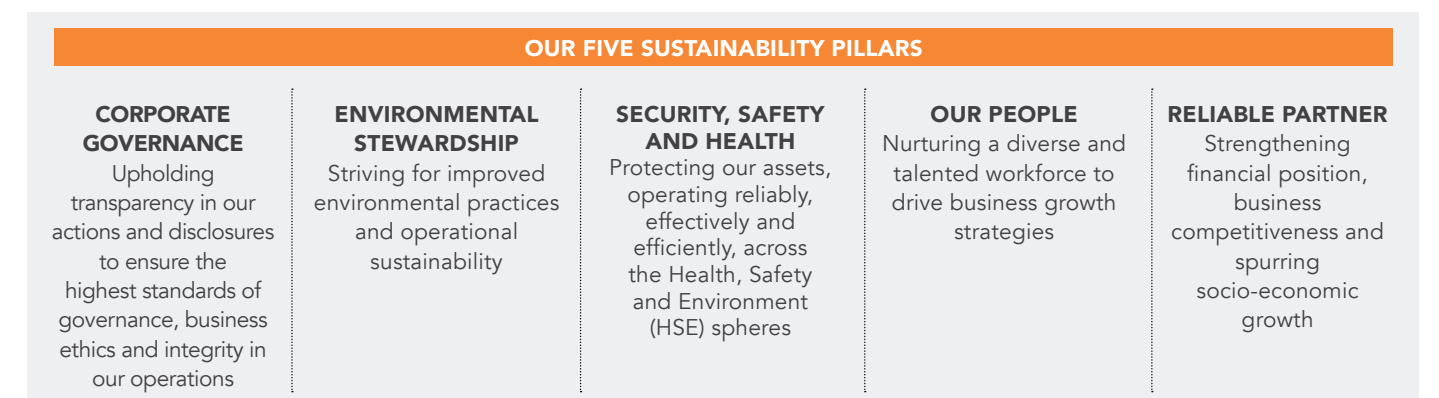 OUR FIVE SUSTAINABILITY PILLARS
CORPORATE
GOVERNANCE
Upholding
transparency in our
actions and disclosures
to ensure the
highest standards of
governance, business
ethics and integrity in
our operations
ENVIRONMENTAL
STEWARDSHIP
Striving for improved
environmental practices
and operational
sustainability
SECURITY, SAFETY
AND HEALTH
Protecting our assets,
operating reliably,
effectively and
efficiently, across
the Health, Safety
and Environment
(HSE) spheres
OUR PEOPLE
Nurturing a diverse and
talented workforce to
drive business growth
strategies
RELIABLE PARTNER
Strengthening
financial position,
business
competitiveness and
spurring
socio-economic
growth